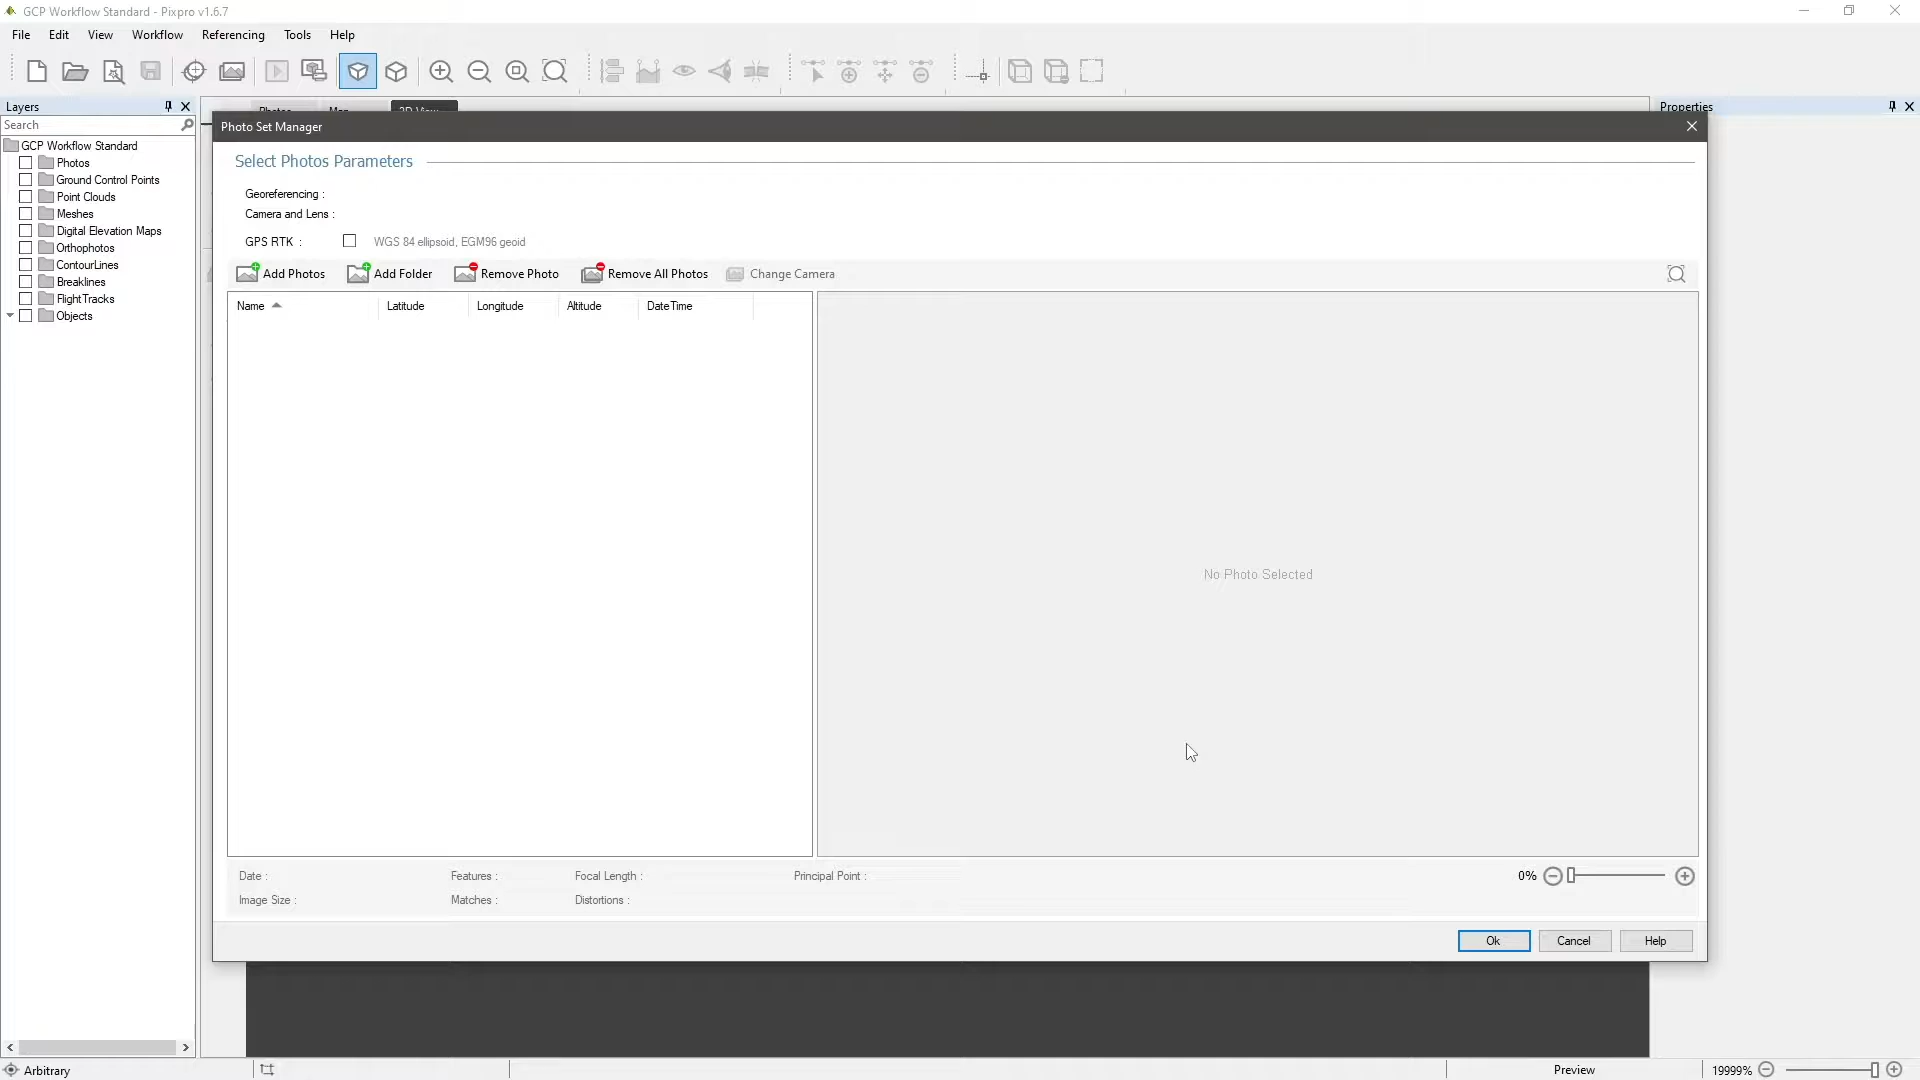 GCP Workflow Standard - Pixpro v1.6.7
File Edit View Workflow Referencing Tools Help
Layers
Search
GCP Workflow Standard
Photos
Ground Control Points
Point Clouds
Meshes
Digital Elevation Maps
Orthophotos
ContourLines
Breaklines
FlightTracks
Objects
Photos Map 3D View
Properties
Photo Set Manager
Select Photos Parameters
Georeferencing :
Camera and Lens :
GPS RTK : WGS 84 ellipsoid, EGM96 geoid
Add Photos Add Folder Remove Photo Remove All Photos Change Camera
Name Latitude Longitude Altitude DateTime
No Photo Selected
Date : Features : Focal Length : Principal Point : 0%
Image Size : Matches : Distortions :
Ok Cancel Help
Arbitrary Preview 19999%